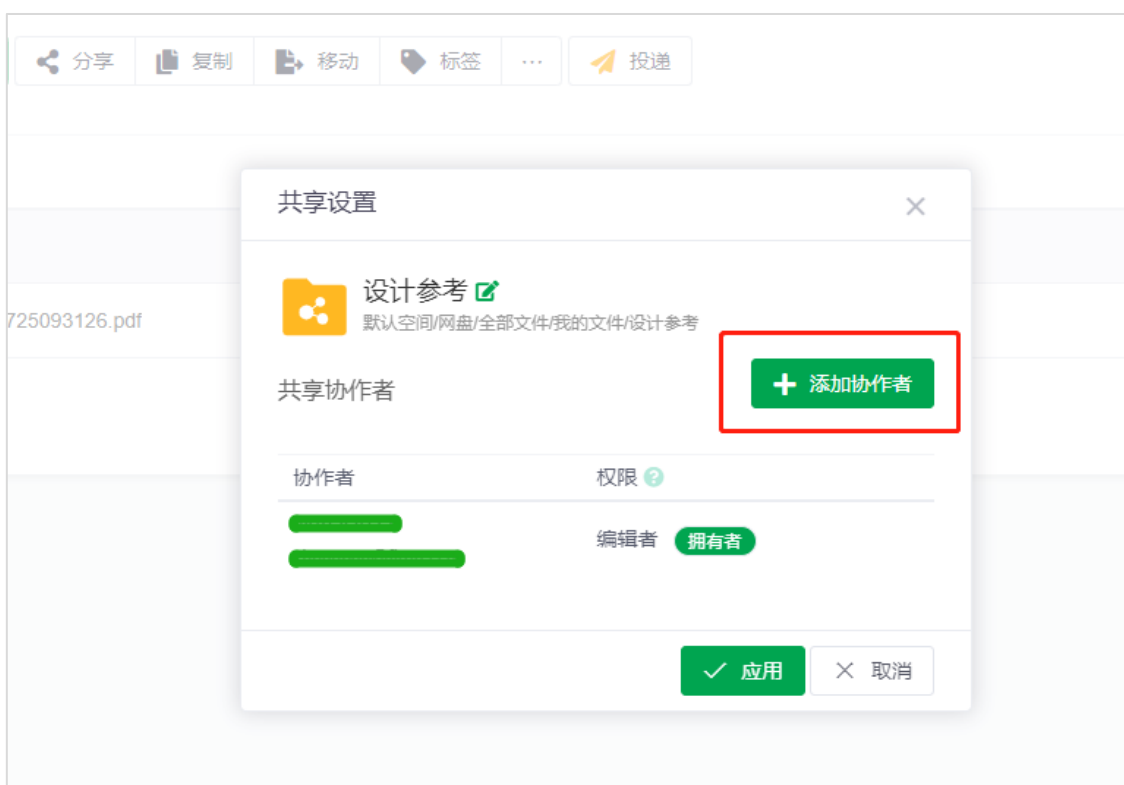 分享 复制 移动 标签 ... 投递
共享设置
设计参考
默认空间/网盘/全部文件/我的文件/设计参考
725093126.pdf
添加协作者
共享协作者
协作者 权限
编辑者 拥有者
应用 取消